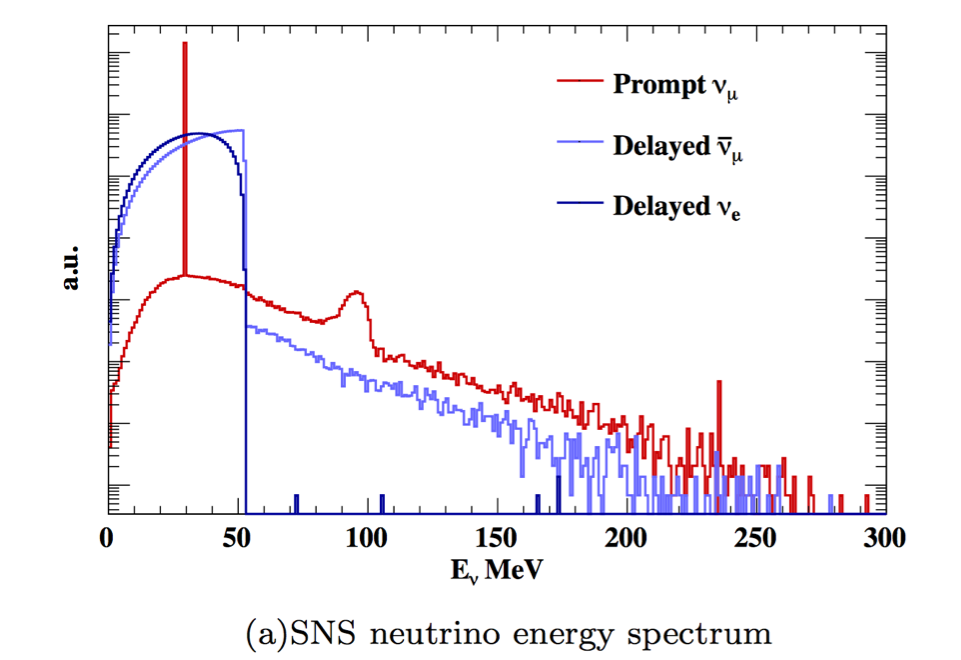 Prompt νμ
Delayed ν̄μ
Delayed νe
a.u.
0 50 100 150 200 250 300
Eν MeV
(a)SNS neutrino energy spectrum